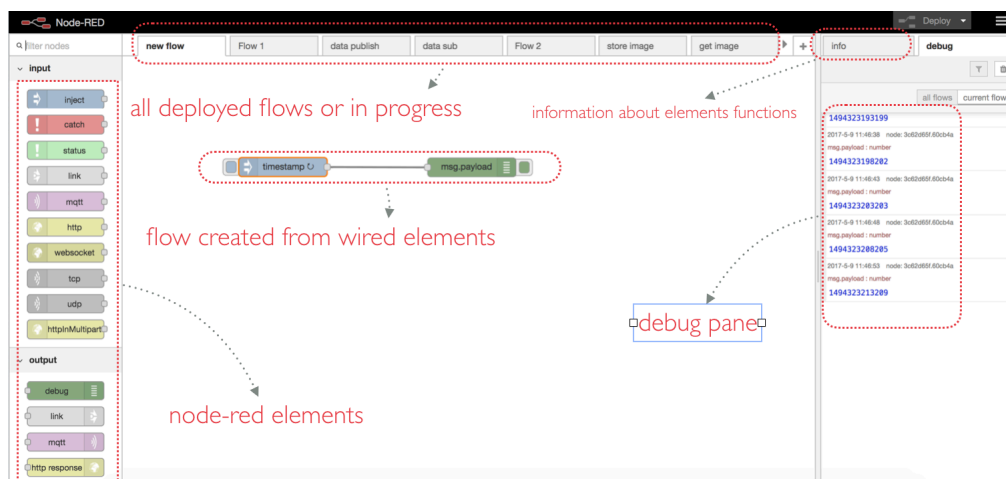 Node-RED
Deploy
filter nodes
new flow
Flow 1
data publish
data sub
Flow 2
store image
get image
+
info
debug
input
all flows
current flow
inject
catch
status
link
mqtt
http
websocket
tcp
udp
httpInMultipart
output
debug
link
mqtt
http response
all deployed flows or in progress
information about elements functions
timestamp ↻
msg.payload
flow created from wired elements
debug pane
node-red elements
1494323193199
2017-5-9 11:46:38 node: 3c62d65f.60cb4a
msg.payload : number
1494323198202
2017-5-9 11:46:43 node: 3c62d65f.60cb4a
msg.payload : number
1494323203203
2017-5-9 11:46:48 node: 3c62d65f.60cb4a
msg.payload : number
1494323208205
2017-5-9 11:46:53 node: 3c62d65f.60cb4a
msg.payload : number
1494323213209